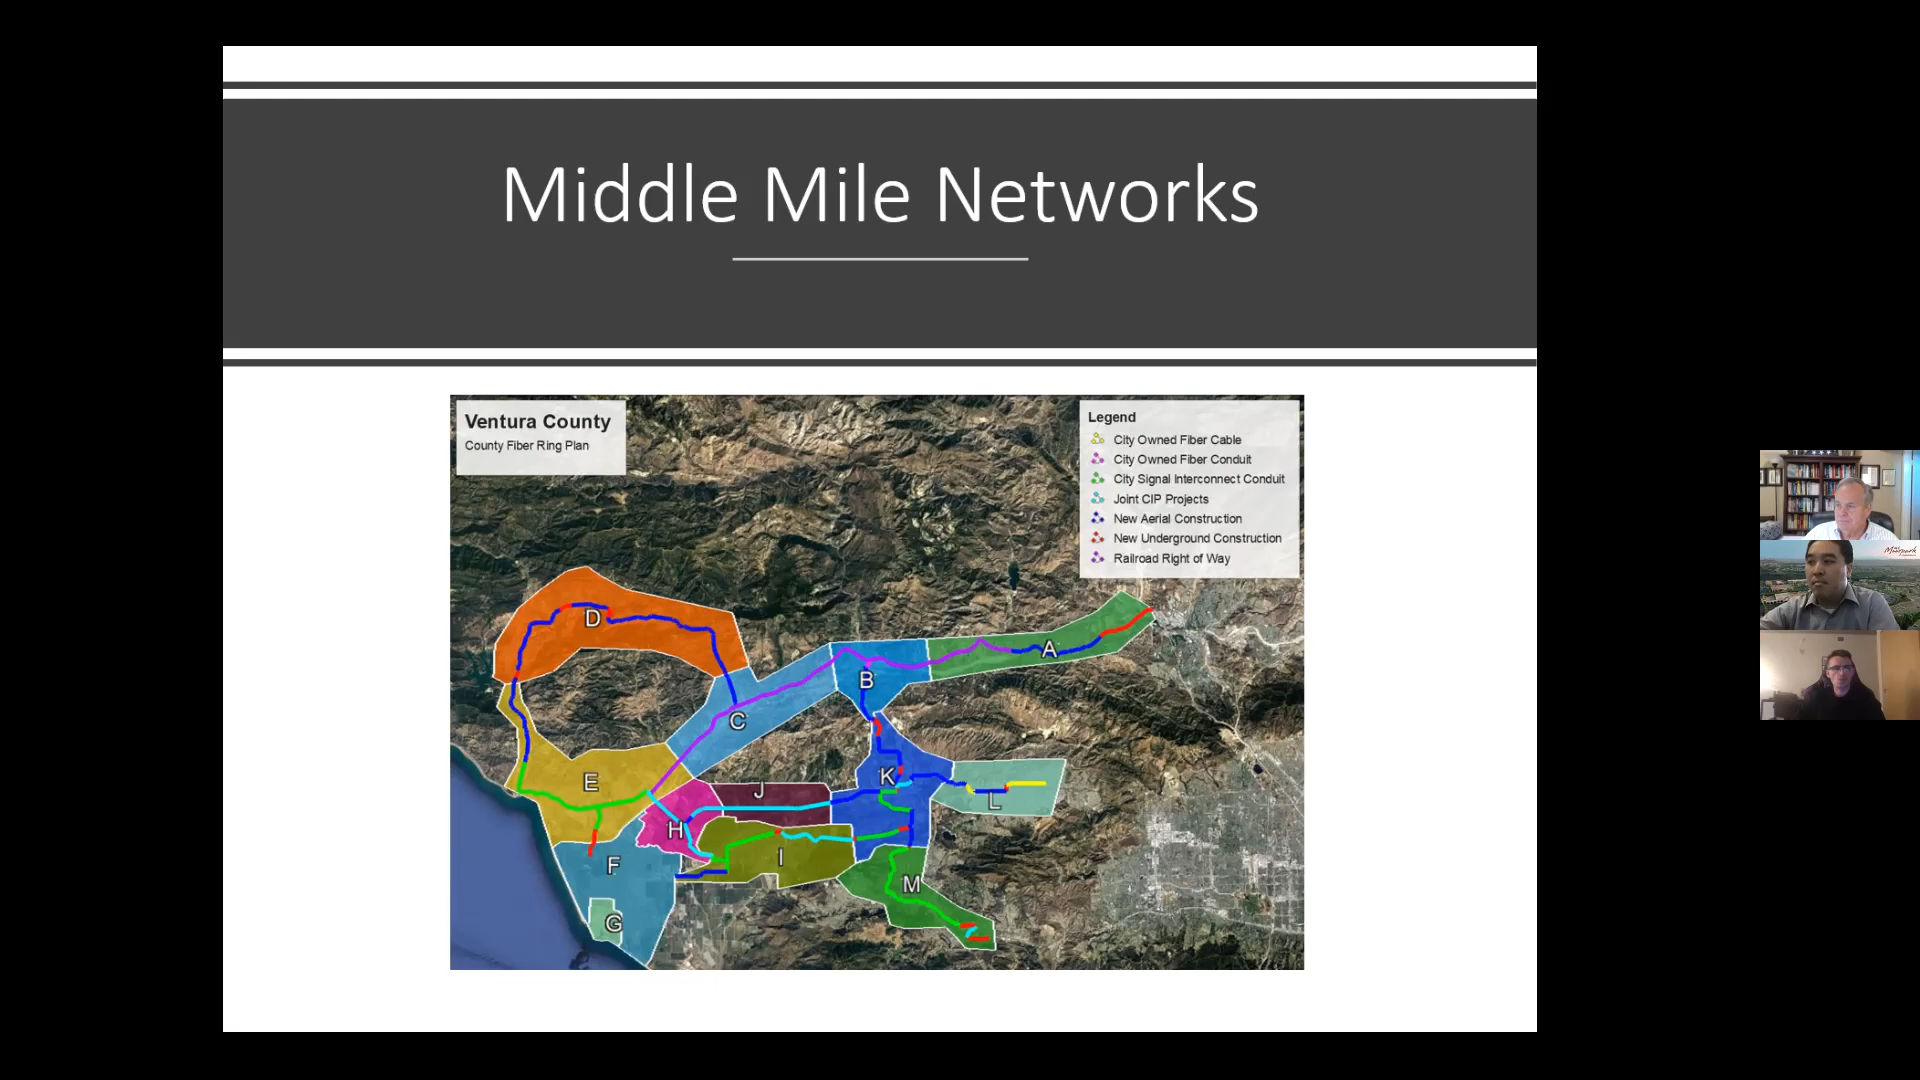 Middle Mile Networks
Ventura County
County Fiber Ring Plan
Legend
City Owned Fiber Cable
City Owned Fiber Conduit
City Signal Interconnect Conduit
Joint CIP Projects
New Aerial Construction
New Underground Construction
Railroad Right of Way
D
A
B
C
E
K
J
L
H
I
F
M
G
Moorpark